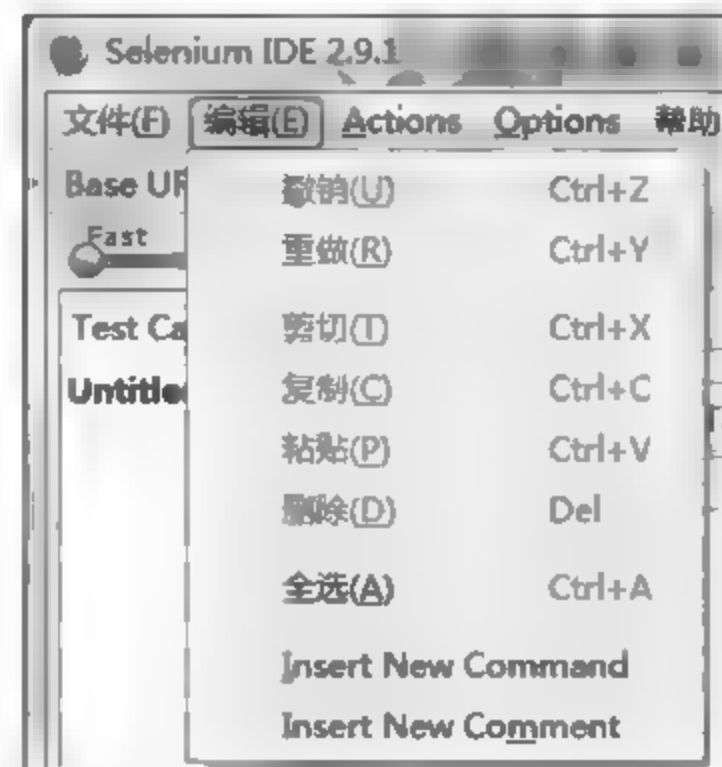 Selenium IDE 2.9.1
文件(F) 编辑(E) Actions Options 帮助
Base UR
Fast
撤销(U) Ctrl+Z
重做(R) Ctrl+Y
Test Ca
剪切(T) Ctrl+X
Untitle
复制(C) Ctrl+C
粘贴(P) Ctrl+V
删除(D) Del
全选(A) Ctrl+A
Insert New Command
Insert New Comment